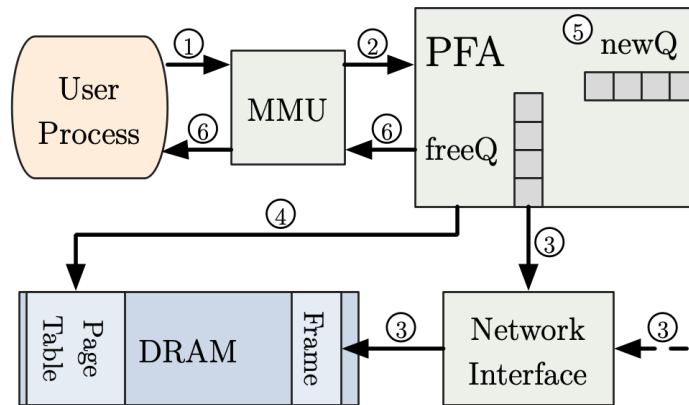 ①
②
⑤
newQ
PFA
User
Process
MMU
⑥
⑥
freeQ
④
③
Page
Table
DRAM
Frame
③
Network
Interface
③